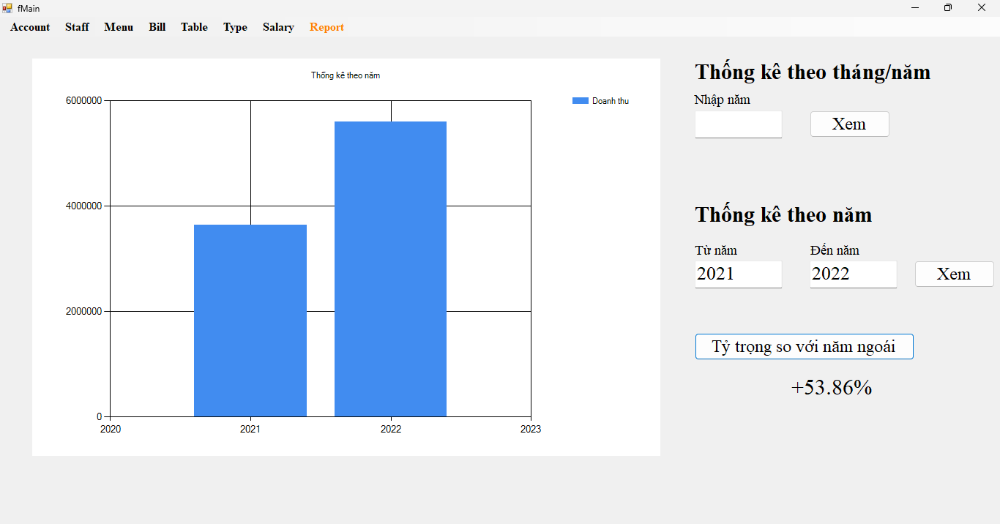 fMain
Account Staff Menu Bill Table Type Salary Report
Thống kê theo năm
6000000
4000000
2000000
0
2020 2021 2022 2023
Doanh thu
Thống kê theo tháng/năm
Nhập năm
Xem
Thống kê theo năm
Từ năm Đến năm
2021 2022 Xem
Tỷ trọng so với năm ngoái
+53.86%